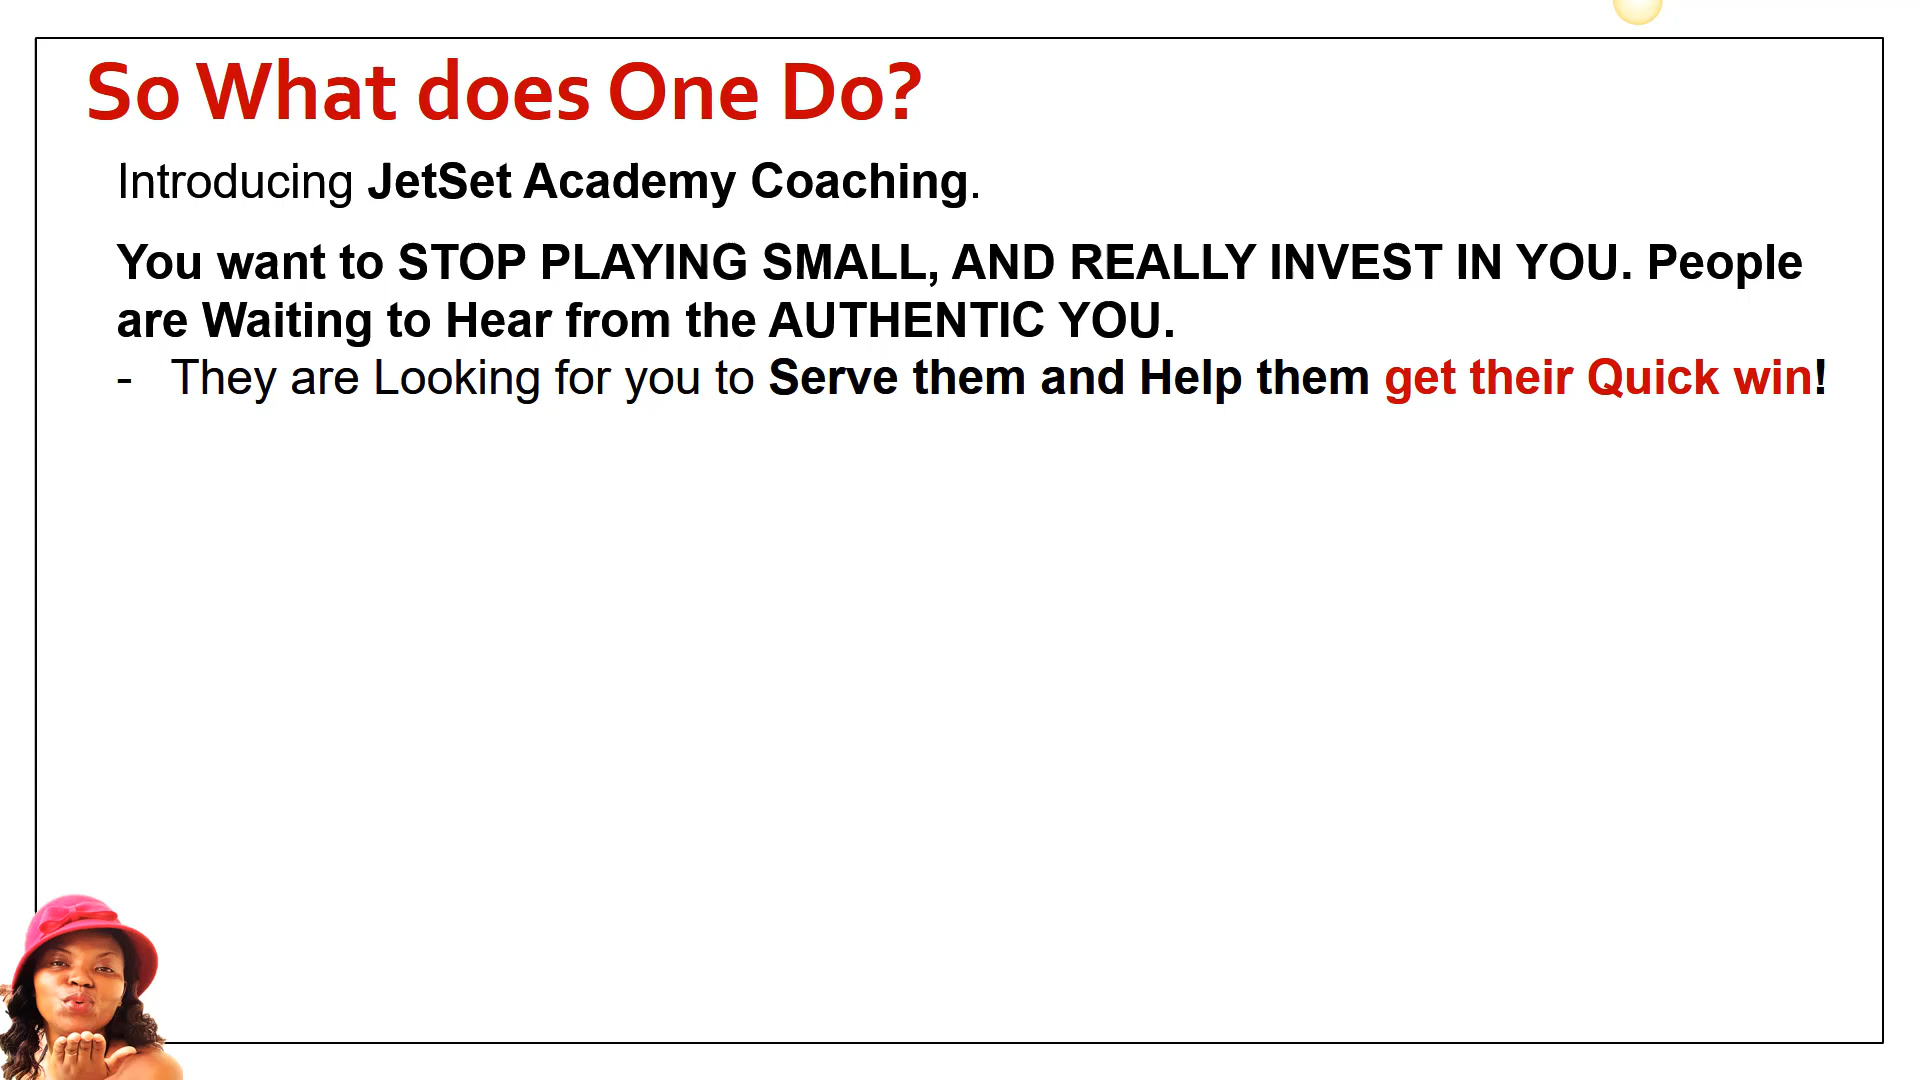 So What does One Do?
Introducing JetSet Academy Coaching.
You want to STOP PLAYING SMALL, AND REALLY INVEST IN YOU. People
are Waiting to Hear from the AUTHENTIC YOU.
- They are Looking for you to Serve them and Help them get their Quick win!